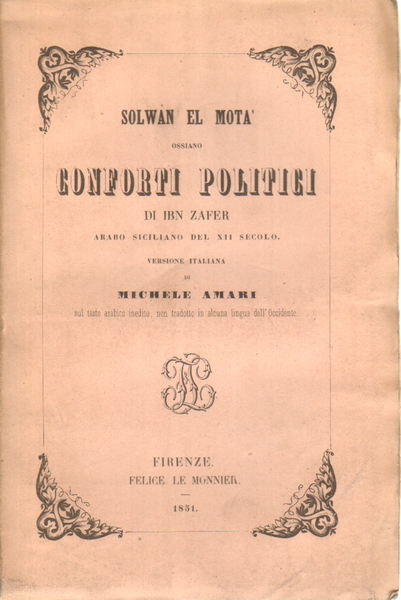 SOLWAN EL MOTA'
OSSIANO
CONFORTI POLITICI
DI IBN ZAFER
ARABO SICILIANO DEL XII SECOLO.
VERSIONE ITALIANA
DI
MICHELE AMARI
sul testo arabico inedito, non tradotto in alcuna lingua dell'Occidente.
FIRENZE.
FELICE LE MONNIER.
1851.